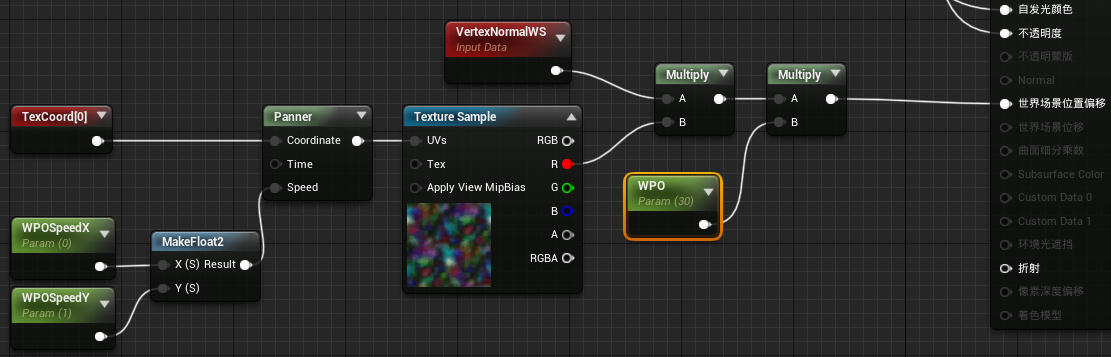 VertexNormalWS
Input Data
Multiply
A
B
Multiply
A
B
TexCoord[0]
Panner
Coordinate
Time
Speed
Texture Sample
UVs
RGB
Tex
R
Apply View MipBias
G
B
A
RGBA
WPO
Param (30)
WPOSpeedX
Param (0)
MakeFloat2
X (S) Result
Y (S)
WPOSpeedY
Param (1)
自发光颜色
不透明度
不透明蒙版
Normal
世界场景位置偏移
世界场景位移
曲面细分乘数
Subsurface Color
Custom Data 0
Custom Data 1
环境光遮挡
折射
像素深度偏移
着色模型